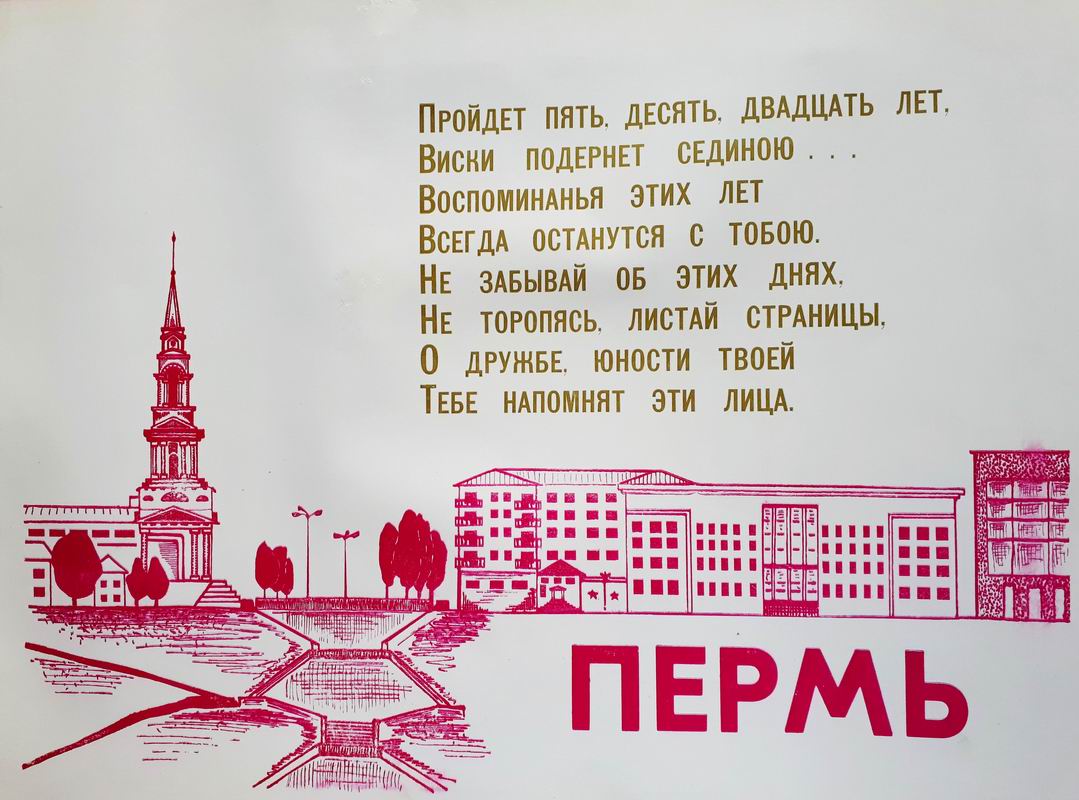 Пройдет пять, десять, двадцать лет,
Виски подернет сединою . . .
Воспоминанья этих лет
Всегда останутся с тобою.
Не забывай об этих днях,
Не торопясь, листай страницы,
О дружбе, юности твоей
Тебе напомнят эти лица.
ПЕРМЬ